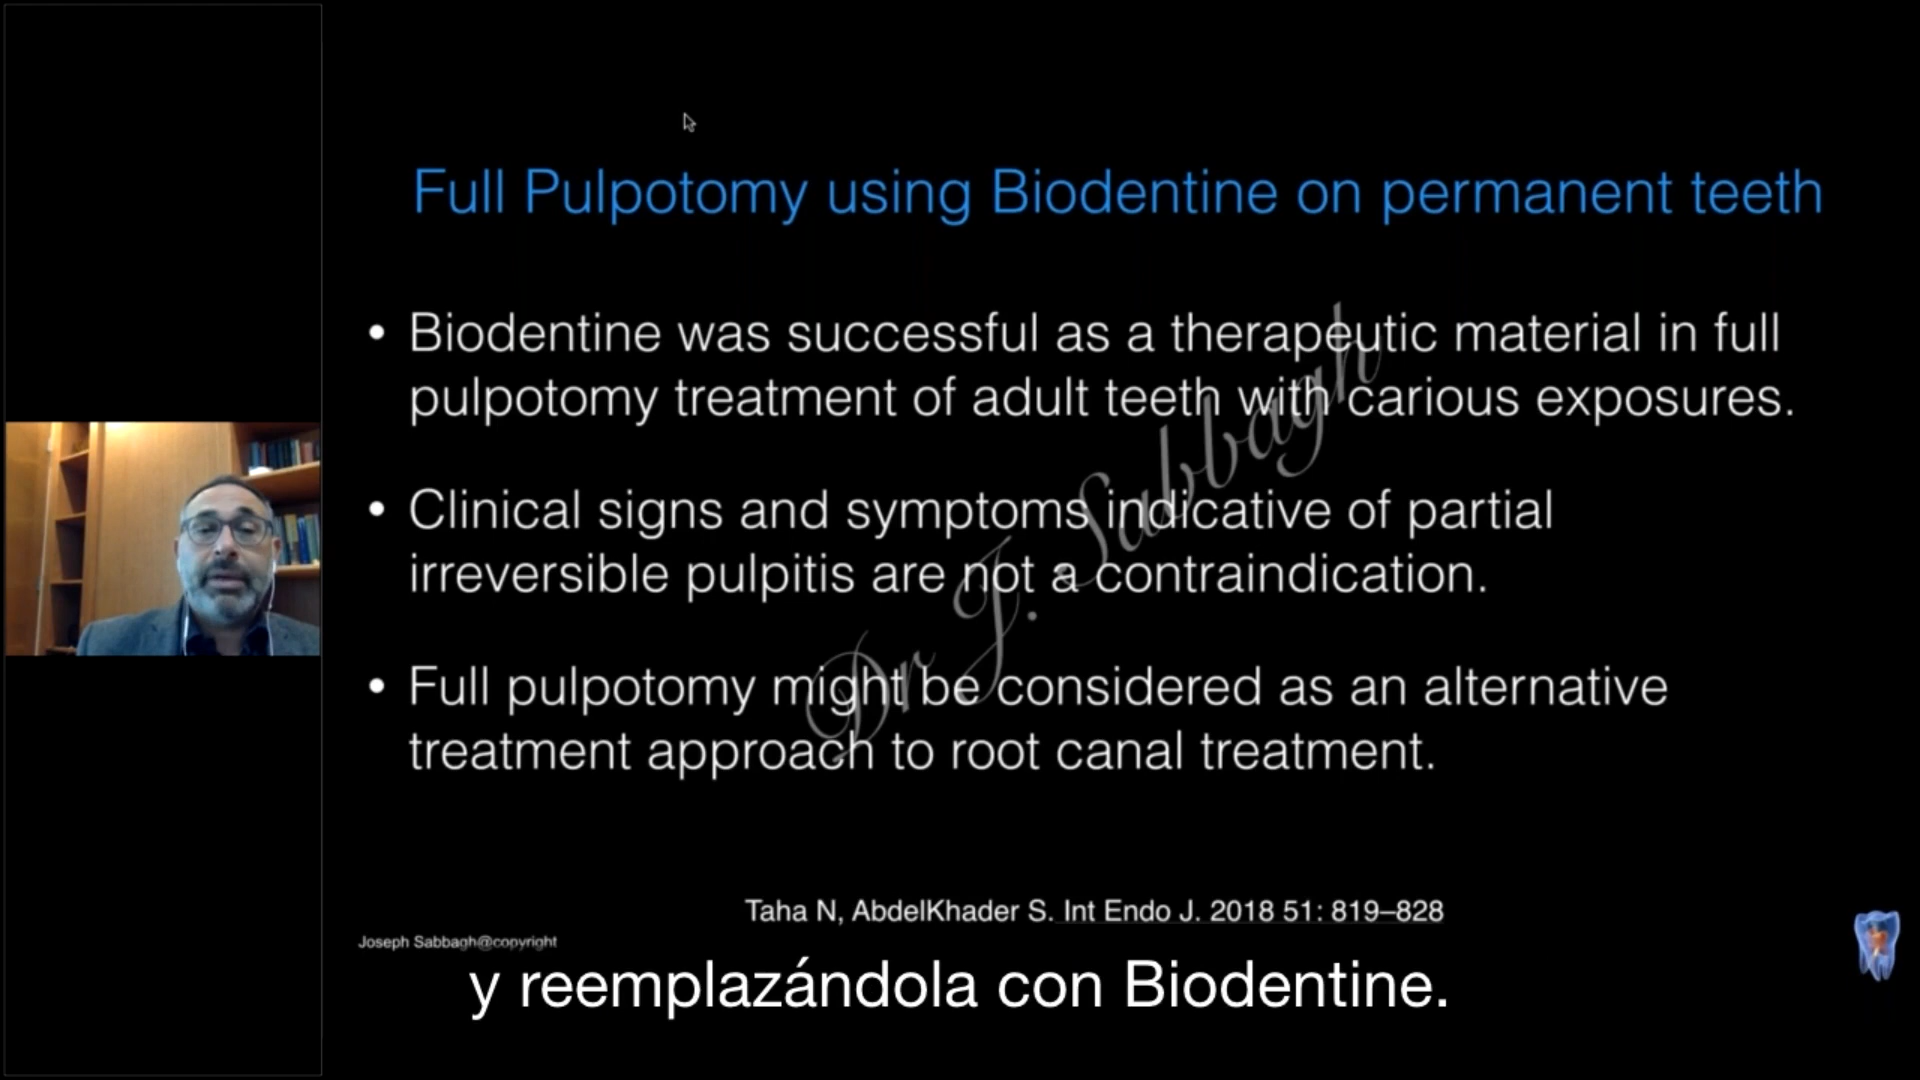 Full Pulpotomy using Biodentine on permanent teeth
• Biodentine was successful as a therapeutic material in full
pulpotomy treatment of adult teeth with carious exposures.
• Clinical signs and symptoms indicative of partial
irreversible pulpitis are not a contraindication.
• Full pulpotomy might be considered as an alternative
treatment approach to root canal treatment.
Dr J. Sabbagh
Taha N, AbdelKhader S. Int Endo J. 2018 51: 819–828
Joseph Sabbagh@copyright
y reemplazándola con Biodentine.